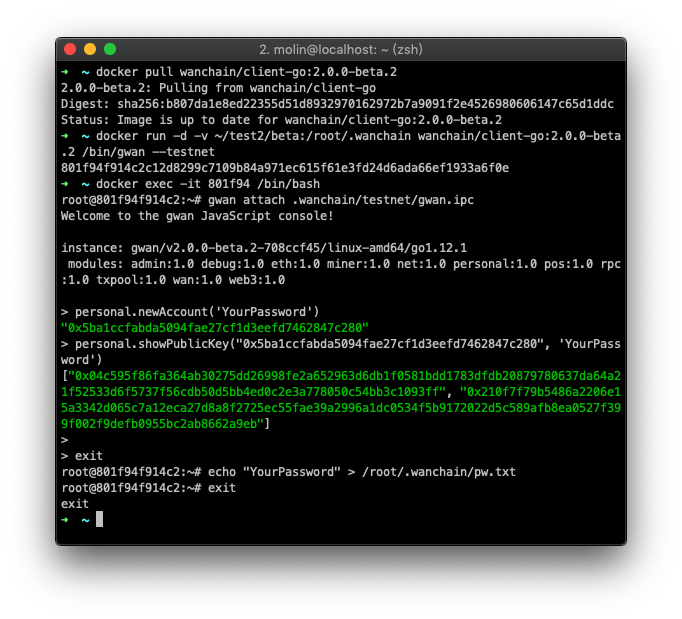 2. molin@localhost: ~ (zsh)
➜  ~ docker pull wanchain/client-go:2.0.0-beta.2
2.0.0-beta.2: Pulling from wanchain/client-go
Digest: sha256:b807da1e8ed22355d51d8932970162972b7a9091f2e4526980606147c65d1ddc
Status: Image is up to date for wanchain/client-go:2.0.0-beta.2
➜  ~ docker run -d -v ~/test2/beta:/root/.wanchain wanchain/client-go:2.0.0-beta
.2 /bin/gwan --testnet
801f94f914c2c12d8299c7109b84a971ec615f61e3fd24d6ada66ef1933a6f0e
➜  ~ docker exec -it 801f94 /bin/bash
root@801f94f914c2:~# gwan attach .wanchain/testnet/gwan.ipc
Welcome to the gwan JavaScript console!
instance: gwan/v2.0.0-beta.2-708ccf45/linux-amd64/go1.12.1
 modules: admin:1.0 debug:1.0 eth:1.0 miner:1.0 net:1.0 personal:1.0 pos:1.0 rpc
:1.0 txpool:1.0 wan:1.0 web3:1.0
> personal.newAccount('YourPassword')
"0x5ba1ccfabda5094fae27cf1d3eefd7462847c280"
> personal.showPublicKey("0x5ba1ccfabda5094fae27cf1d3eefd7462847c280", 'YourPass
word')
["0x04c595f86fa364ab30275dd26998fe2a652963d6db1f0581bdd1783dfdb20879780637da64a2
1f52533d6f5737f56cdb50d5bb4ed0c2e3a778050c54bb3c1093ff", "0x210f7f79b5486a2206e1
5a3342d065c7a12eca27d8a8f2725ec55fae39a2996a1dc0534f5b9172022d5c589afb8ea0527f39
9f002f9defb0955bc2ab8662a9eb"]
>
> exit
root@801f94f914c2:~# echo "YourPassword" > /root/.wanchain/pw.txt
root@801f94f914c2:~# exit
exit
➜  ~